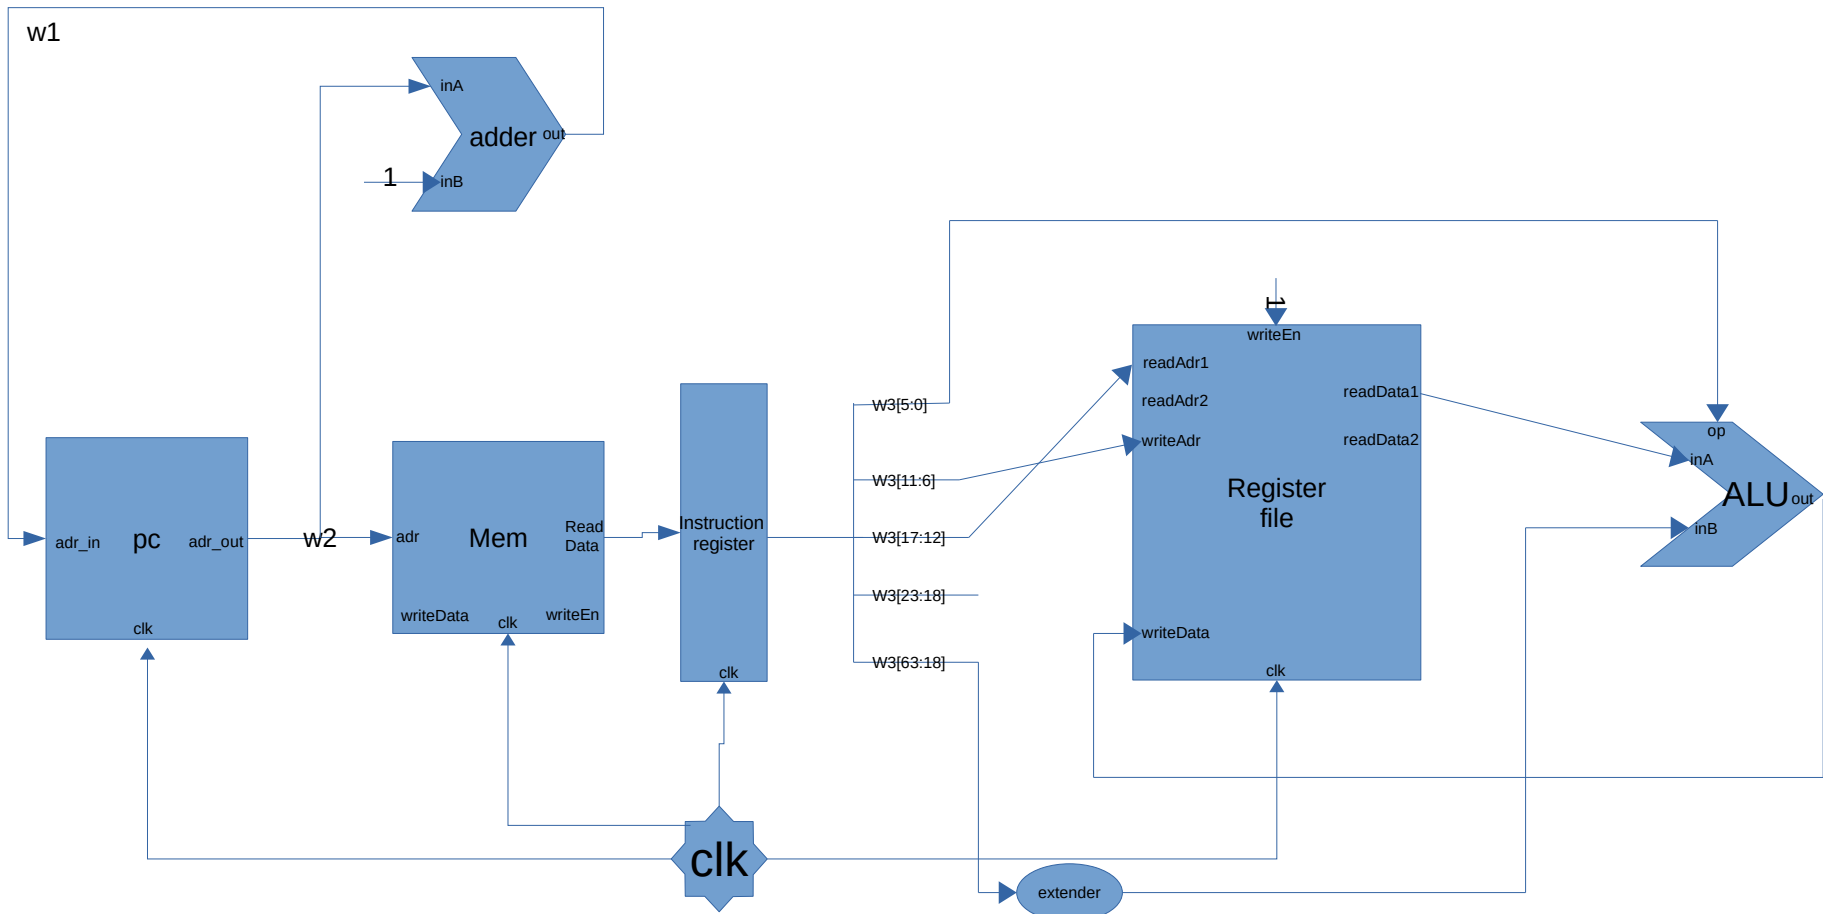 w1
inA
adder
out
1
inB
1
writeEn
readAdr1
readData1
W3[5:0]
readAdr2
op
writeAdr
readData2
inA
W3[11:6]
Register
file
ALU
out
adr_in
pc
adr_out
w2
adr
Mem
Read
Data
Instruction
register
W3[17:12]
inB
W3[23:18]
writeData
clk
writeEn
clk
writeData
W3[63:18]
clk
clk
clk
extender